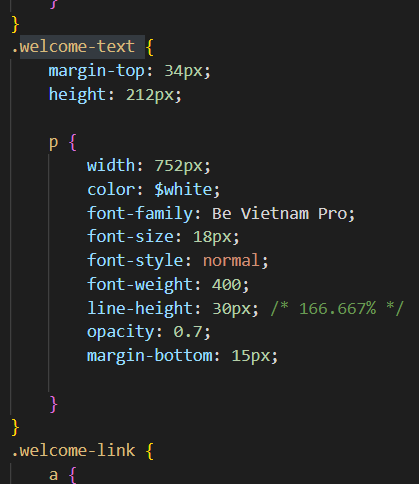 }
}
.welcome-text {
margin-top: 34px;
height: 212px;
p {
width: 752px;
color: $white;
font-family: Be Vietnam Pro;
font-size: 18px;
font-style: normal;
font-weight: 400;
line-height: 30px; /* 166.667% */
opacity: 0.7;
margin-bottom: 15px;
}
}
.welcome-link {
a {